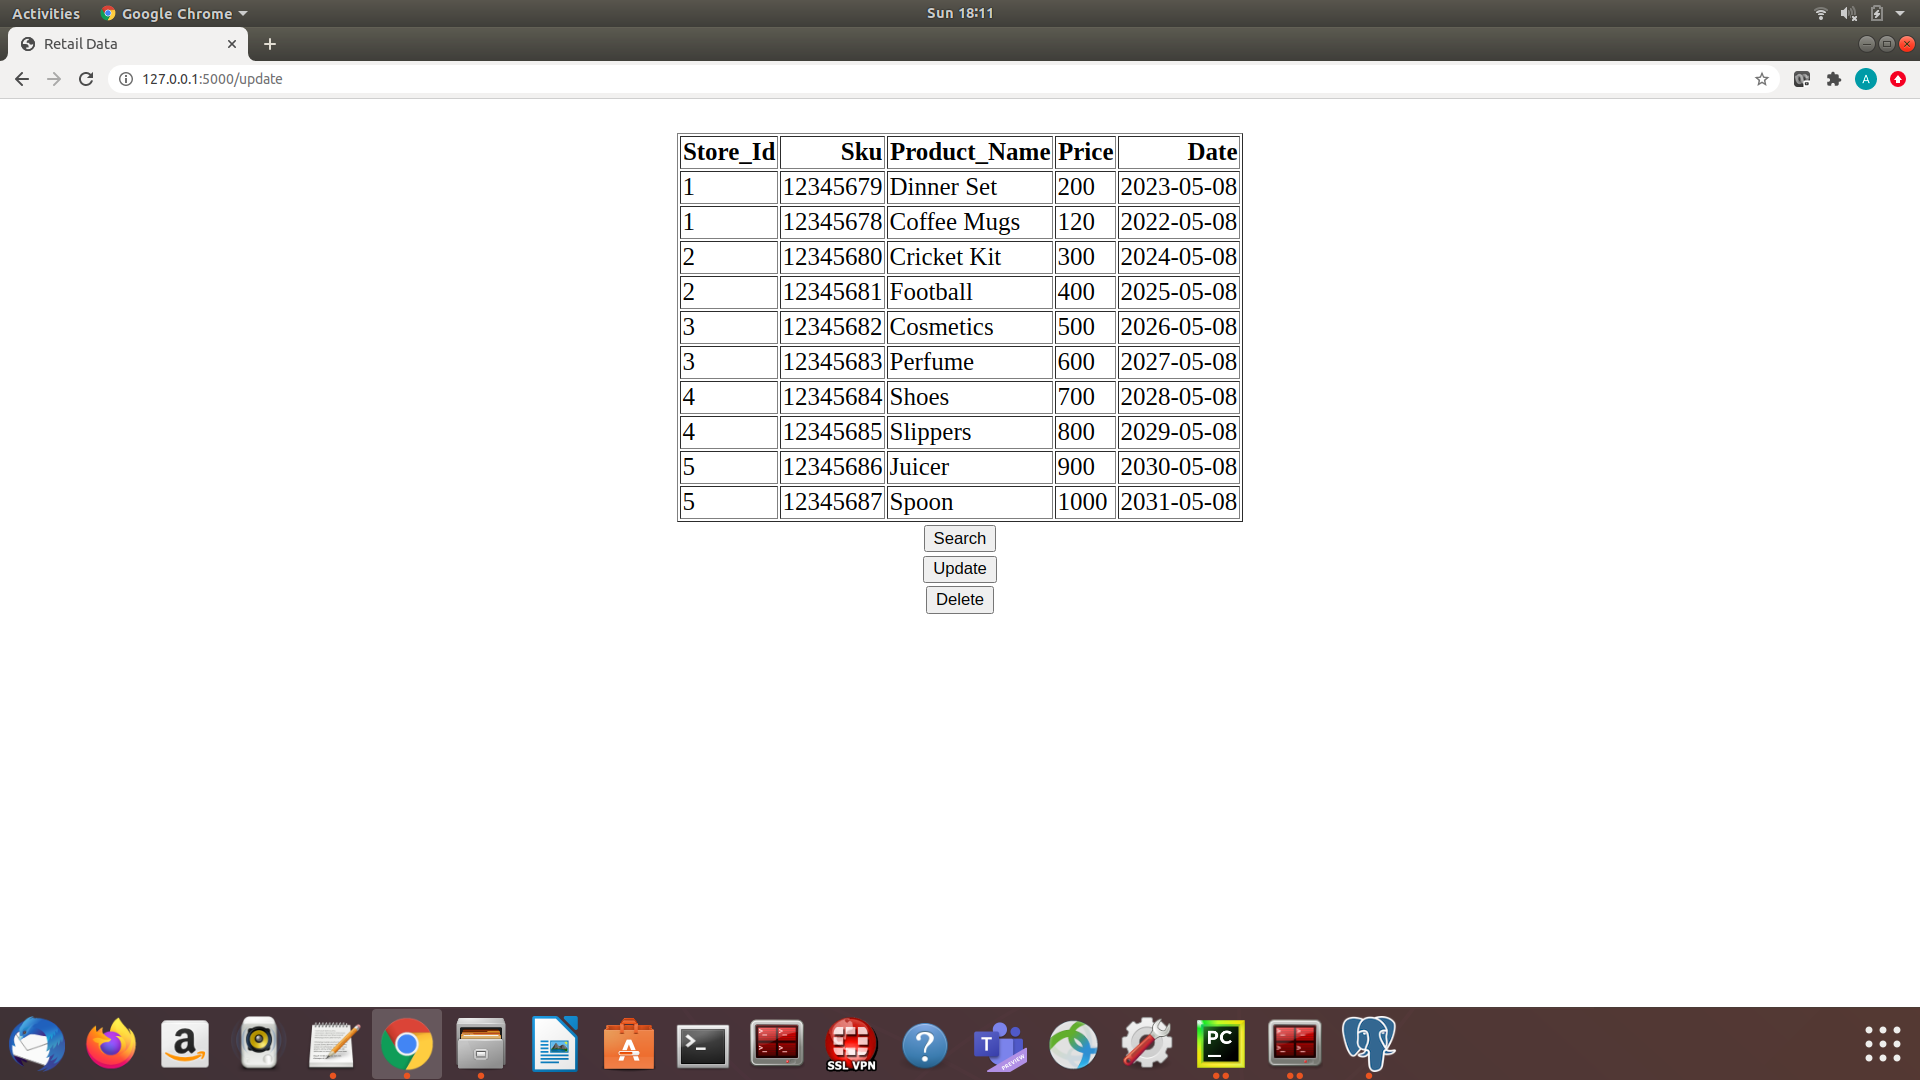 Activities Google Chrome Sun 18:11
Retail Data
127.0.0.1:5000/update A
Store_Id Sku Product_Name Price Date
1 12345679 Dinner Set 200 2023-05-08
1 12345678 Coffee Mugs 120 2022-05-08
2 12345680 Cricket Kit 300 2024-05-08
2 12345681 Football 400 2025-05-08
3 12345682 Cosmetics 500 2026-05-08
3 12345683 Perfume 600 2027-05-08
4 12345684 Shoes 700 2028-05-08
4 12345685 Slippers 800 2029-05-08
5 12345686 Juicer 900 2030-05-08
5 12345687 Spoon 1000 2031-05-08
Search
Update
Delete
a >_ SSL VPN ? T PREVIEW PC